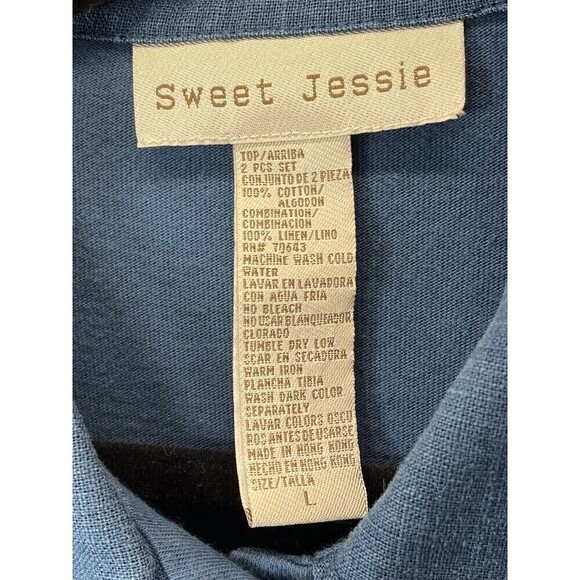 Sweet Jessie
TOP/ARRIBA
2 PCS SET
CONJUNTO DE 2 PIEZA
100% COTTON/
ALGODON
COMBINATION/
COMBINACION
100% LINEN/LINO
RN# 70643
MACHINE WASH COLD
WATER
LAVAR EN LAVADORA
CON AGUA FRIA
NO BLEACH
NO USAR BLANQUEADOR
CLORADO
TUMBLE DRY LOW
SCAR EN SECADORA
WARM IRON
PLANCHA TIBIA
WASH DARK COLOR
SEPARATELY
LAVAR COLORS OSCU
ROS ANTES DE USARSE
MADE IN HONG KONG
HECHO EN HONG KONG
SIZE/TALLA
L